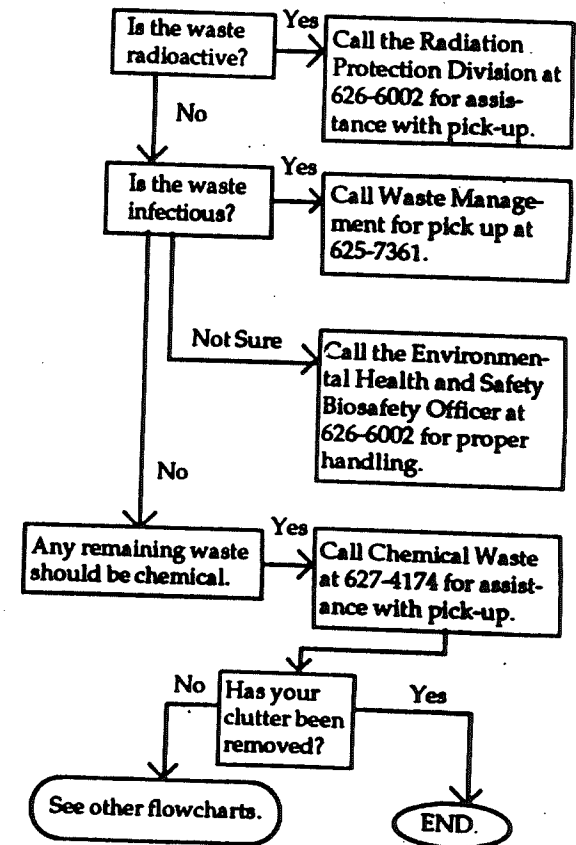 Is the waste
radioactive?
Yes
Call the Radiation
Protection Division at
626-6002 for assis-
tance with pick-up.
No
Is the waste
infectious?
Yes
Call Waste Manage-
ment for pick up at
625-7361.
Not Sure
Call the Environmen-
tal Health and Safety
Biosafety Officer at
626-6002 for proper
handling.
No
Any remaining waste
should be chemical.
Yes
Call Chemical Waste
at 627-4174 for assist-
ance with pick-up.
Has your
clutter been
removed?
No
Yes
See other flowcharts.
END.